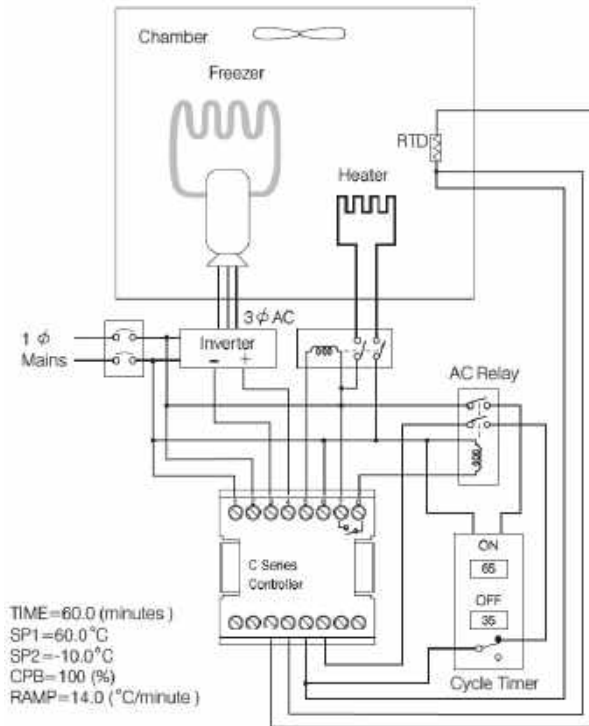 Chamber
Freezer
RTD
Heater
3 ϕ AC
1 ϕ
Mains
Inverter
− +
AC Relay
ON
65
C Series
Controller
OFF
35
TIME=60.0 (minutes )
SP1=60.0°C
SP2=-10.0°C
CPB=100 (%)
RAMP=14.0 (°C/minute )
Cycle Timer